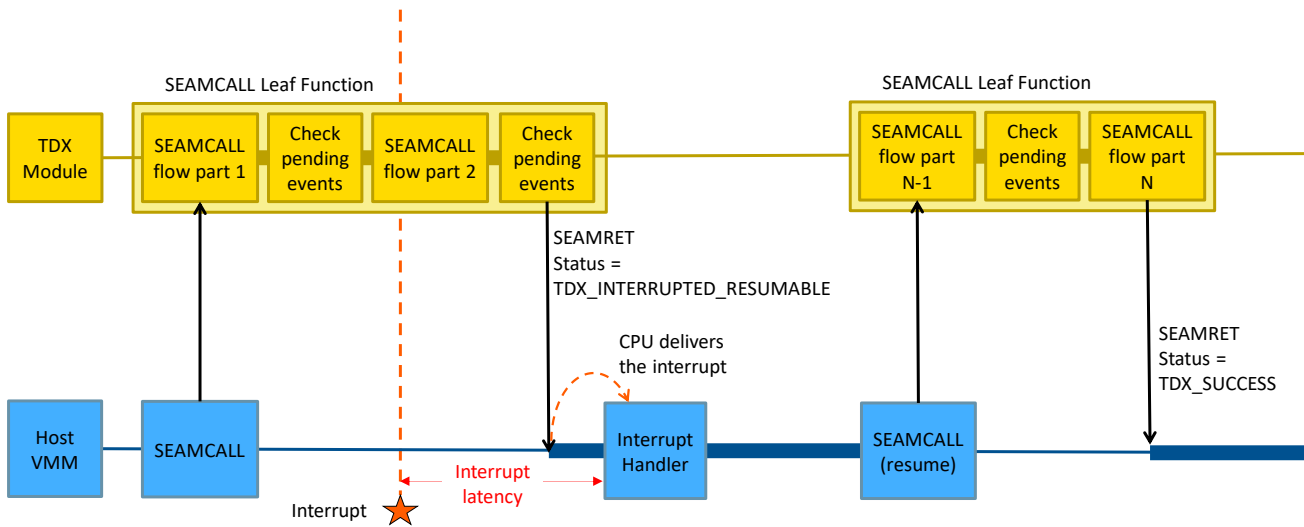 SEAMCALL Leaf Function
SEAMCALL Leaf Function
TDX
Module
SEAMCALL
flow part 1
Check
pending
events
SEAMCALL
flow part 2
Check
pending
events
SEAMCALL
flow part
N-1
Check
pending
events
SEAMCALL
flow part
N
SEAMRET
Status =
TDX_INTERRUPTED_RESUMABLE
CPU delivers
the interrupt
SEAMRET
Status =
TDX_SUCCESS
Host
VMM
SEAMCALL
Interrupt
Handler
SEAMCALL
(resume)
Interrupt
latency
Interrupt